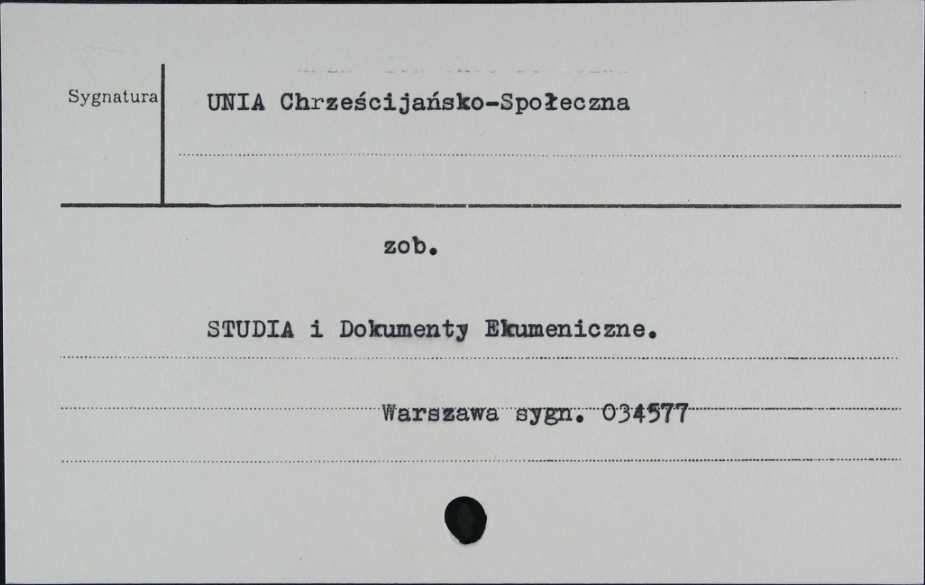 Sygnatura
UNIA Chrześcijańsko-Społeczna
zob.
STUDIA i Dokumenty Ekumeniczne.
Warszawa sygn. 034577